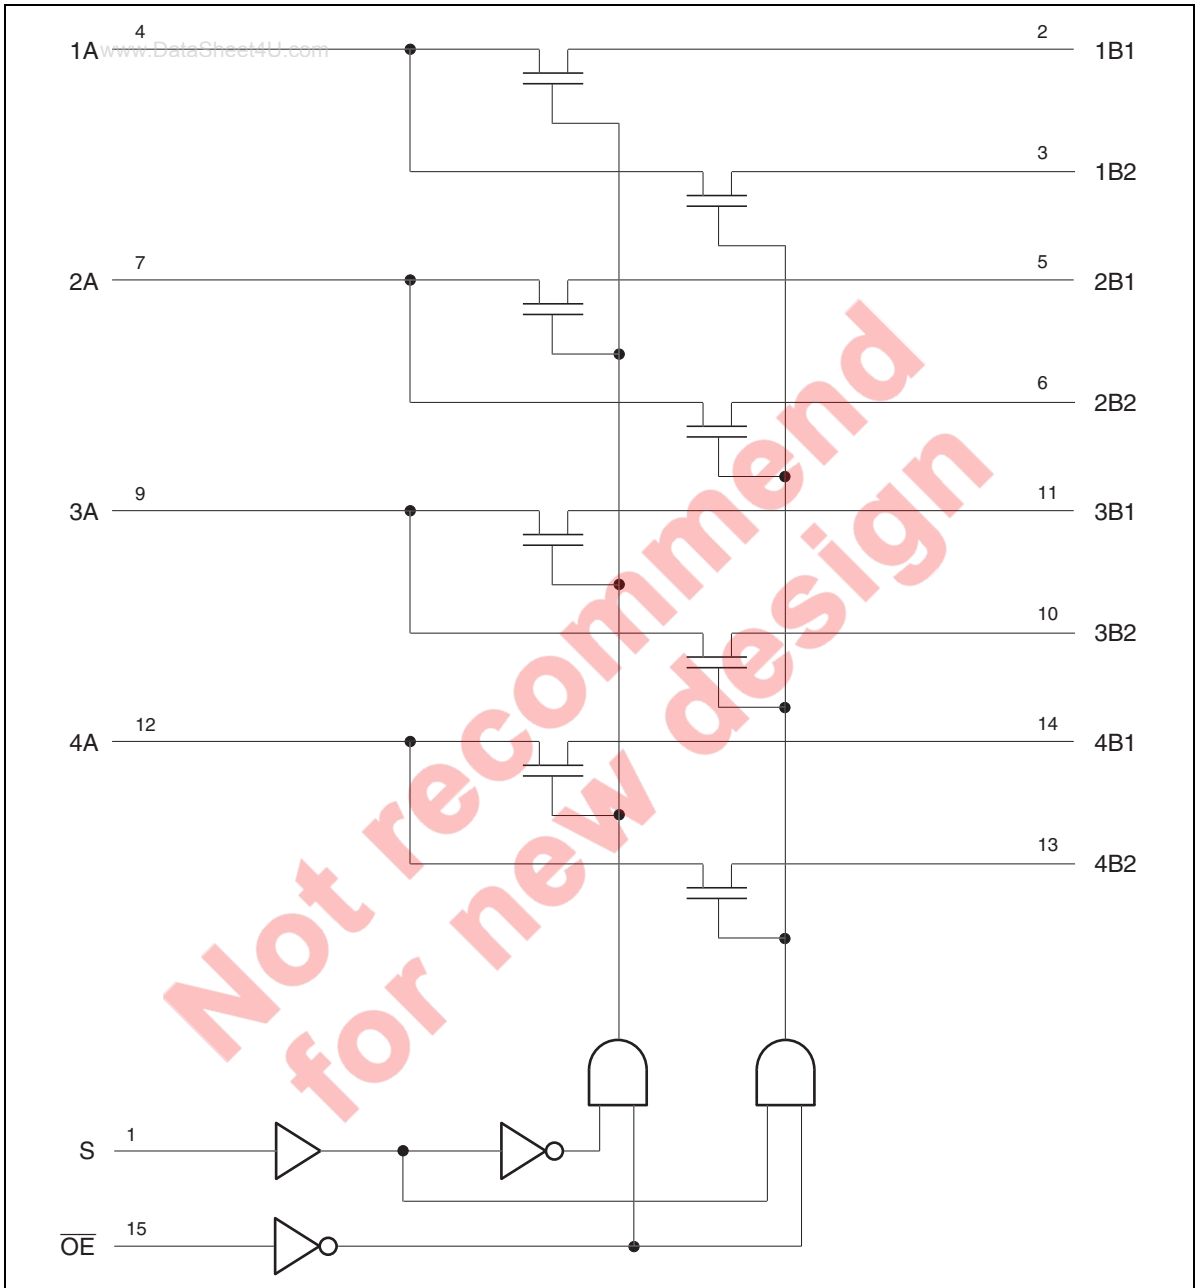 4
1A www.DataSheet4U.com
2
1B1
3
1B2
7
2A
5
2B1
6
2B2
9
3A
11
3B1
10
3B2
12
4A
14
4B1
13
4B2
Not recommend
for new design
1
S
15
OE